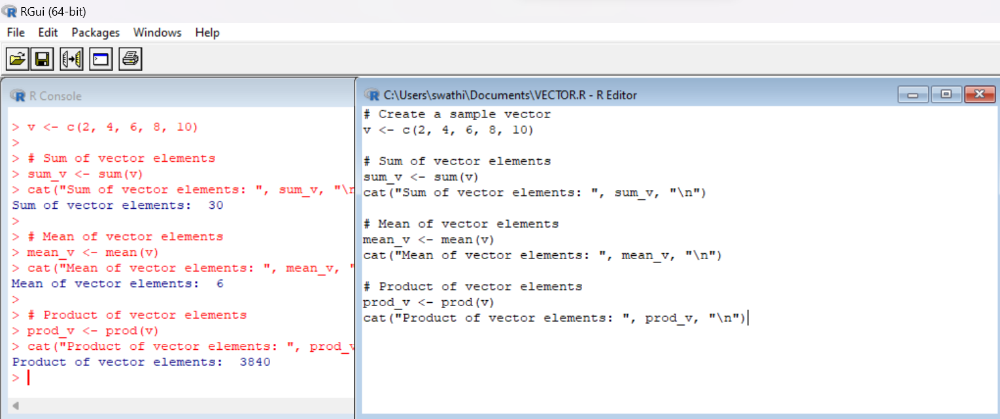 RGui (64-bit)
File Edit Packages Windows Help
R Console
> v <- c(2, 4, 6, 8, 10)
>
> # Sum of vector elements
> sum_v <- sum(v)
> cat("Sum of vector elements: ", sum_v, "\n
Sum of vector elements:  30
>
> # Mean of vector elements
> mean_v <- mean(v)
> cat("Mean of vector elements: ", mean_v, "
Mean of vector elements:  6
>
> # Product of vector elements
> prod_v <- prod(v)
> cat("Product of vector elements: ", prod_v
Product of vector elements:  3840
>
C:\Users\swathi\Documents\VECTOR.R - R Editor
# Create a sample vector
v <- c(2, 4, 6, 8, 10)

# Sum of vector elements
sum_v <- sum(v)
cat("Sum of vector elements: ", sum_v, "\n")

# Mean of vector elements
mean_v <- mean(v)
cat("Mean of vector elements: ", mean_v, "\n")

# Product of vector elements
prod_v <- prod(v)
cat("Product of vector elements: ", prod_v, "\n")